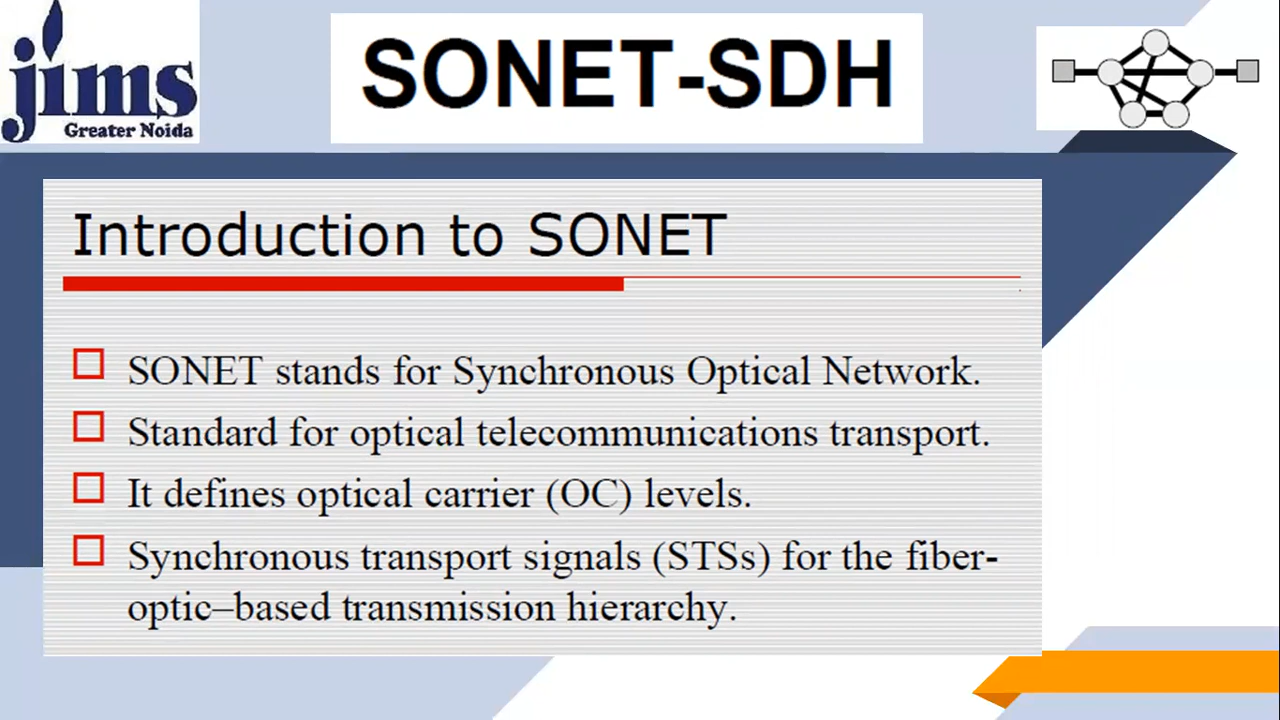 jims
Greater Noida
SONET-SDH
Introduction to SONET
SONET stands for Synchronous Optical Network.
Standard for optical telecommunications transport.
It defines optical carrier (OC) levels.
Synchronous transport signals (STSs) for the fiber-
optic–based transmission hierarchy.